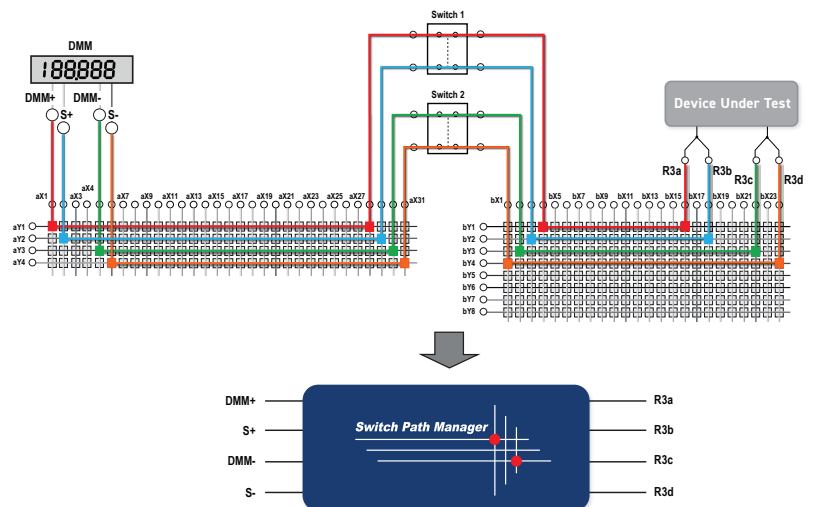 Switch 1
DMM
188,888
DMM+ DMM-
S+ S-
Switch 2
Device Under Test
R3a R3b R3c R3d
aX1 aX3 aX4 aX7 aX9 aX11 aX13 aX15 aX17 aX19 aX21 aX23 aX25 aX27 aX31
bX1 bX5 bX7 bX9 bX11 bX13 bX15 bX17 bX19 bX21 bX23
aY1
aY2
aY3
aY4
bY1
bY2
bY3
bY4
bY5
bY6
bY7
bY8
DMM+ R3a
S+ R3b
Switch Path Manager
DMM- R3c
S- R3d